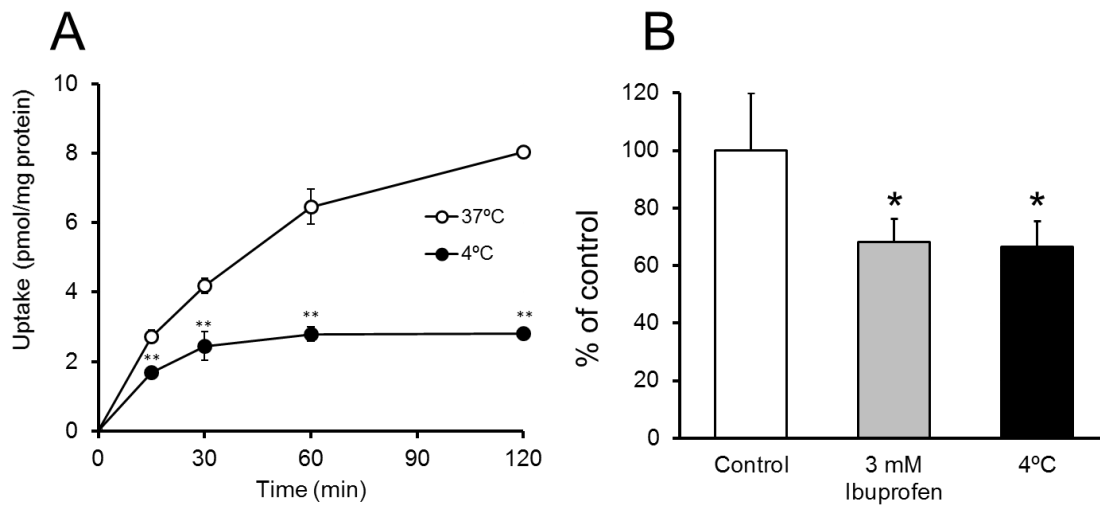 A
10
8
6
4
2
0
Uptake (pmol/mg protein)
37ºC
4ºC
**
**
**
**
0
30
60
90
120
Time (min)
B
120
100
80
60
40
20
0
% of control
*
*
Control
3 mM
Ibuprofen
4ºC